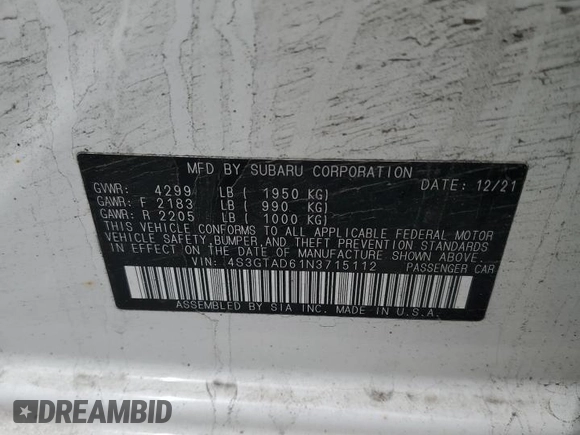 MFD BY SUBARU CORPORATION
GVWR: 4299 LB ( 1950 KG) DATE: 12/21
GAWR: F 2183 LB ( 990 KG)
GAWR: R 2205 LB ( 1000 KG)
THIS VEHICLE CONFORMS TO ALL APPLICABLE FEDERAL MOTOR
VEHICLE SAFETY, BUMPER, AND THEFT PREVENTION STANDARDS
IN EFFECT ON THE DATE OF MANUFACTURE SHOWN ABOVE.
VIN: 4S3GTAD61N3715112 PASSENGER CAR
ASSEMBLED BY SIA INC. MADE IN U.S.A.
DREAMBID